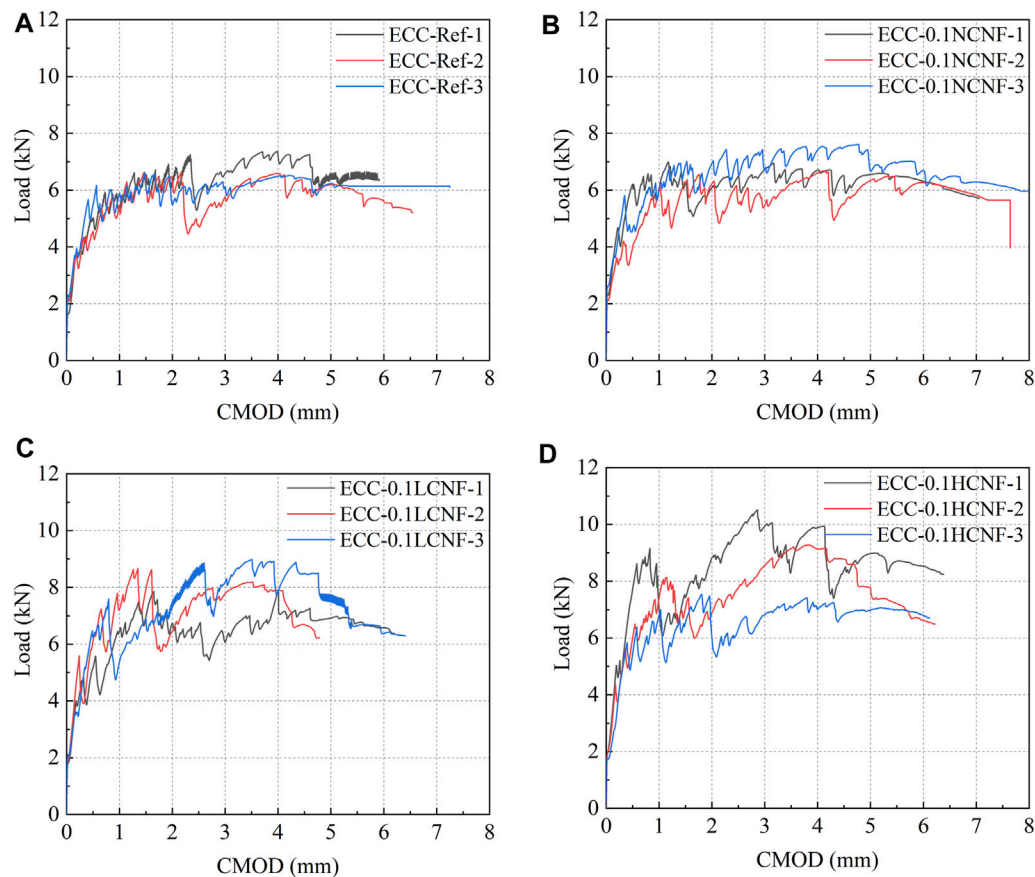 A
ECC-Ref-1
ECC-Ref-2
ECC-Ref-3
12
10
8
6
4
2
0
Load (kN)
0 1 2 3 4 5 6 7 8
CMOD (mm)
B
ECC-0.1NCNF-1
ECC-0.1NCNF-2
ECC-0.1NCNF-3
12
10
8
6
4
2
0
Load (kN)
0 1 2 3 4 5 6 7 8
CMOD (mm)
C
ECC-0.1LCNF-1
ECC-0.1LCNF-2
ECC-0.1LCNF-3
12
10
8
6
4
2
0
Load (kN)
0 1 2 3 4 5 6 7 8
CMOD (mm)
D
ECC-0.1HCNF-1
ECC-0.1HCNF-2
ECC-0.1HCNF-3
12
10
8
6
4
2
0
Load (kN)
0 1 2 3 4 5 6 7 8
CMOD (mm)